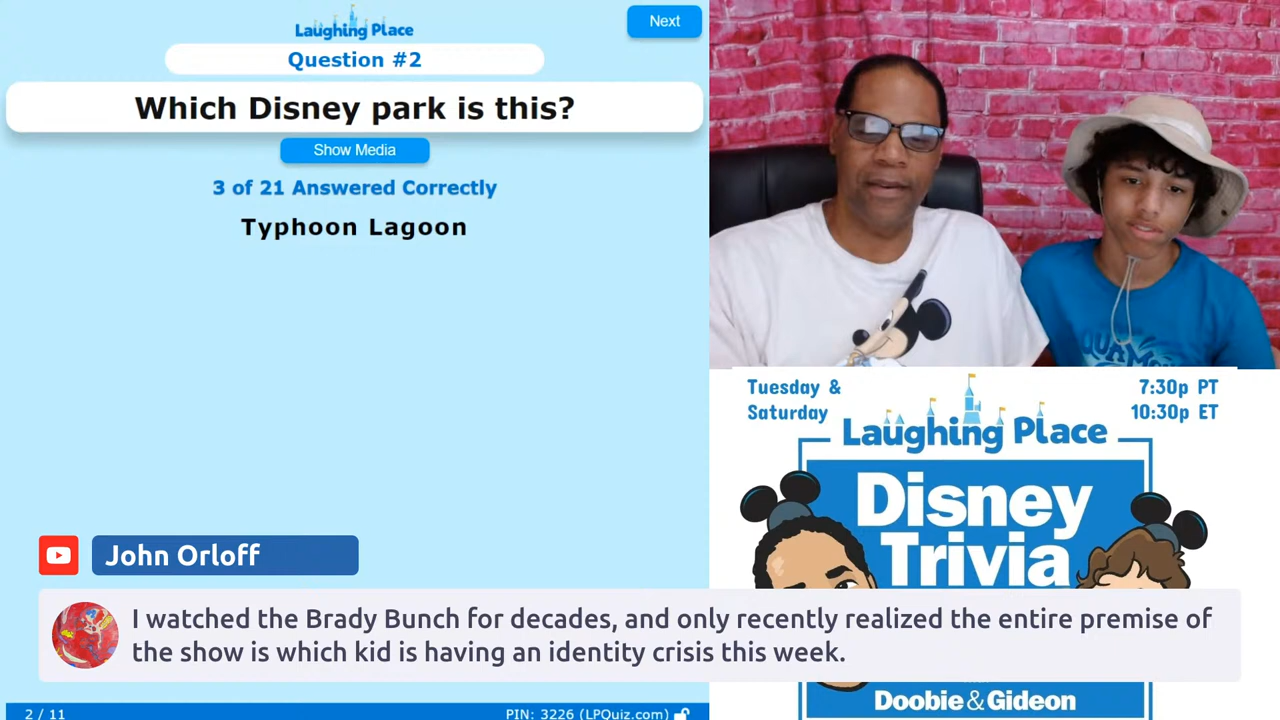 Laughing Place
Next
Question #2
Which Disney park is this?
Show Media
3 of 21 Answered Correctly
Typhoon Lagoon
Tuesday &
Saturday
7:30p PT
10:30p ET
Laughing Place
Disney
Trivia
John Orloff
I watched the Brady Bunch for decades, and only recently realized the entire premise of
the show is which kid is having an identity crisis this week.
Doobie & Gideon
2 / 11
PIN: 3226 (LPQuiz.com)